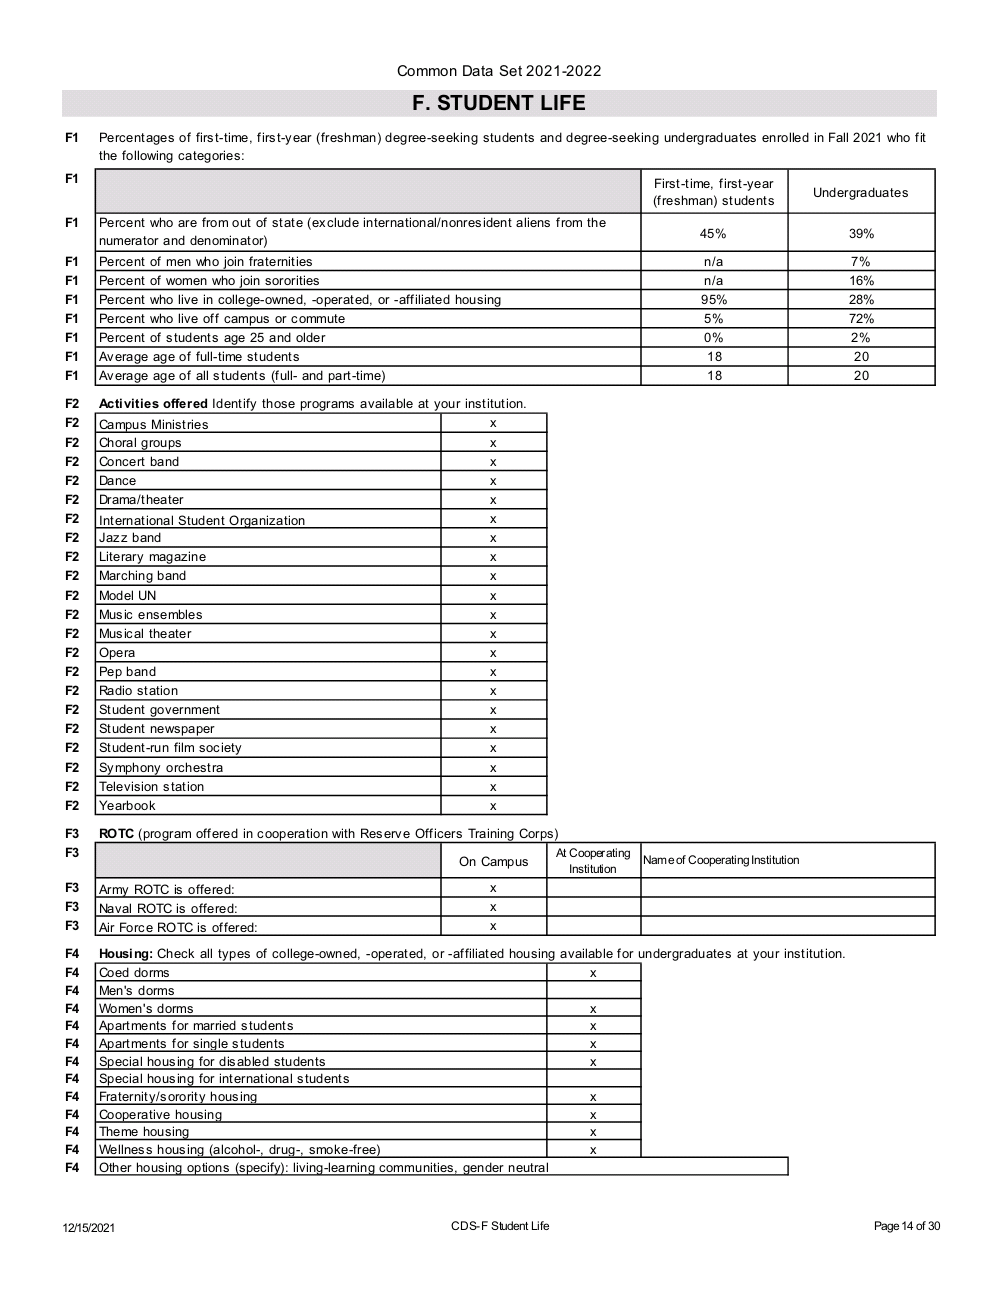 Common Data Set 2021-2022
F. STUDENT LIFE
F1 Percentages of first-time, first-year (freshman) degree-seeking students and degree-seeking undergraduates enrolled in Fall 2021 who fit
the following categories:
F1 First-time, first-year (freshman) students Undergraduates
F1 Percent who are from out of state (exclude international/nonresident aliens from the
numerator and denominator) 45% 39%
F1 Percent of men who join fraternities n/a 7%
F1 Percent of women who join sororities n/a 16%
F1 Percent who live in college-owned, -operated, or -affiliated housing 95% 28%
F1 Percent who live off campus or commute 5% 72%
F1 Percent of students age 25 and older 0% 2%
F1 Average age of full-time students 18 20
F1 Average age of all students (full- and part-time) 18 20
F2 Activities offered Identify those programs available at your institution.
F2 Campus Ministries x
F2 Choral groups x
F2 Concert band x
F2 Dance x
F2 Drama/theater x
F2 International Student Organization x
F2 Jazz band x
F2 Literary magazine x
F2 Marching band x
F2 Model UN x
F2 Music ensembles x
F2 Musical theater x
F2 Opera x
F2 Pep band x
F2 Radio station x
F2 Student government x
F2 Student newspaper x
F2 Student-run film society x
F2 Symphony orchestra x
F2 Television station x
F2 Yearbook x
F3 ROTC (program offered in cooperation with Reserve Officers Training Corps)
F3 On Campus At Cooperating Institution Name of Cooperating Institution
F3 Army ROTC is offered: x
F3 Naval ROTC is offered: x
F3 Air Force ROTC is offered: x
F4 Housing: Check all types of college-owned, -operated, or -affiliated housing available for undergraduates at your institution.
F4 Coed dorms x
F4 Men's dorms
F4 Women's dorms x
F4 Apartments for married students x
F4 Apartments for single students x
F4 Special housing for disabled students x
F4 Special housing for international students
F4 Fraternity/sorority housing x
F4 Cooperative housing x
F4 Theme housing x
F4 Wellness housing (alcohol-, drug-, smoke-free) x
F4 Other housing options (specify): living-learning communities, gender neutral
12/15/2021 CDS-F Student Life Page 14 of 30